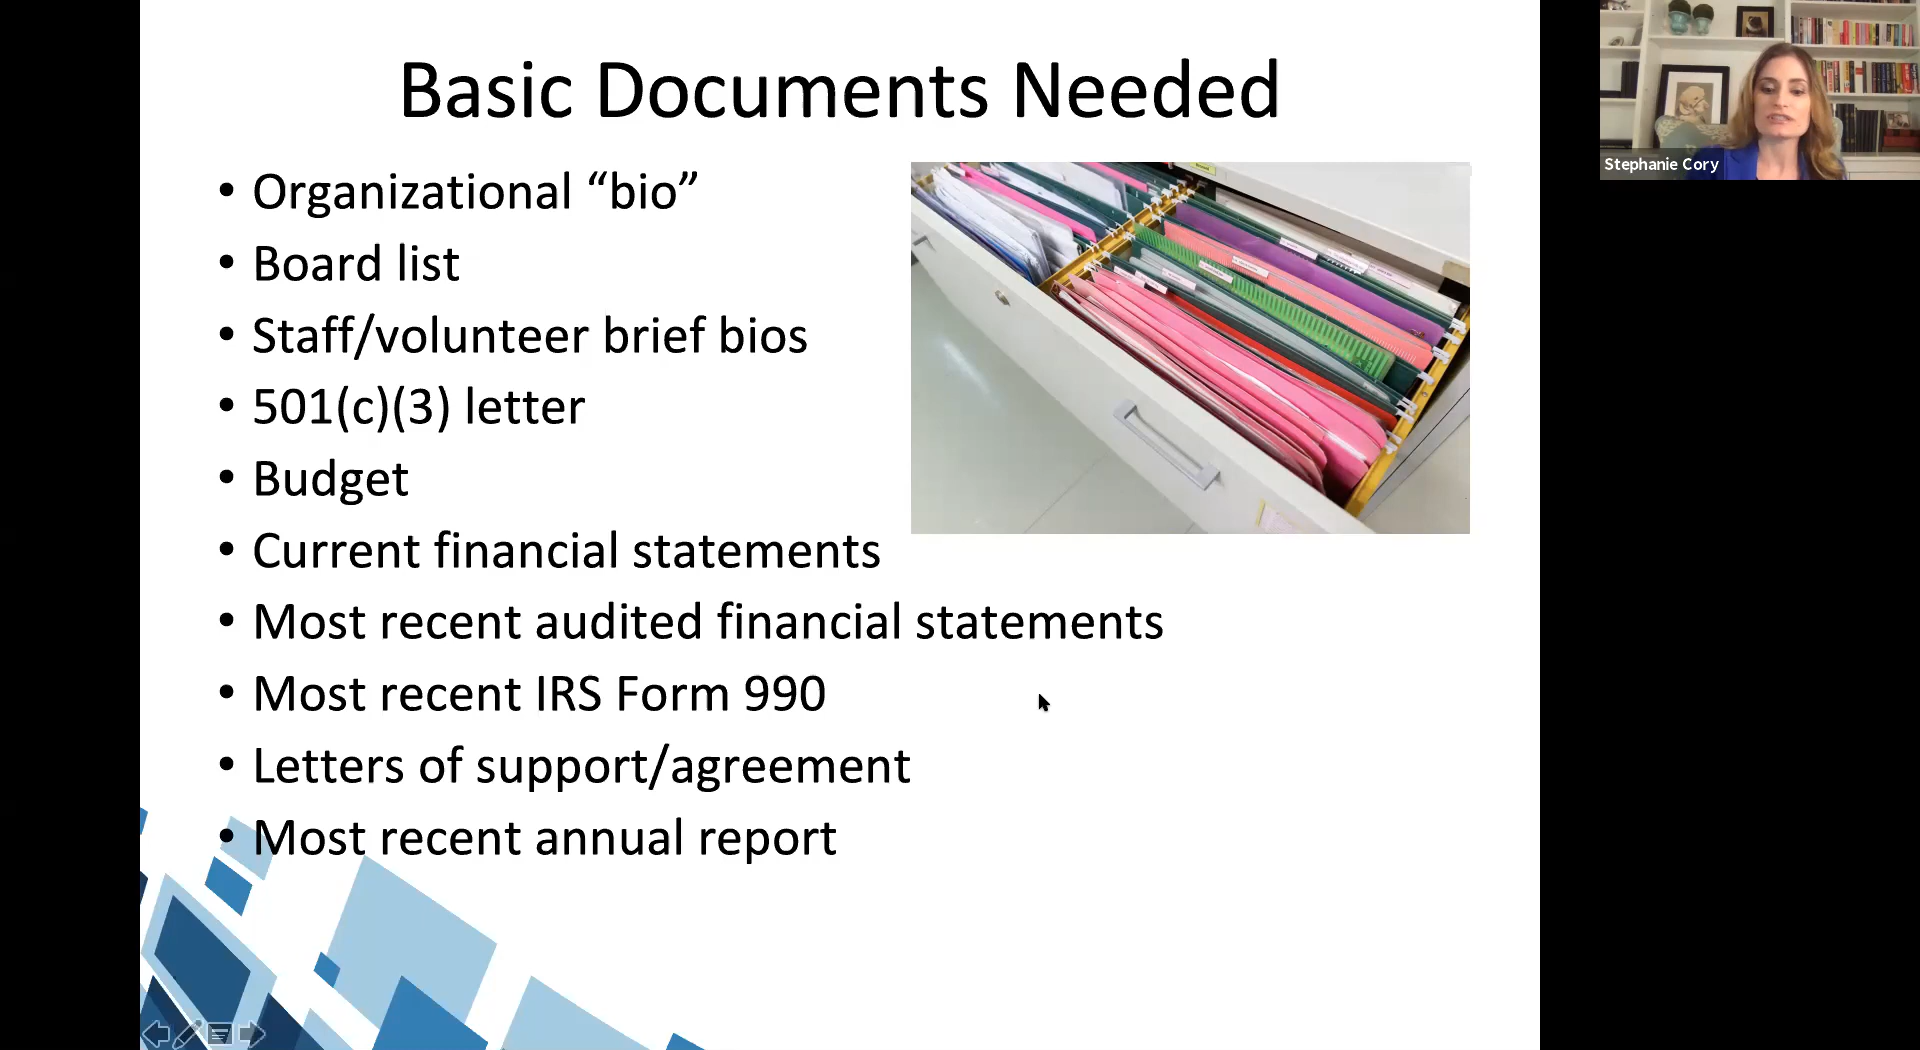 Basic Documents Needed
• Organizational “bio”
• Board list
• Staff/volunteer brief bios
• 501(c)(3) letter
• Budget
• Current financial statements
• Most recent audited financial statements
• Most recent IRS Form 990
• Letters of support/agreement
• Most recent annual report
Stephanie Cory